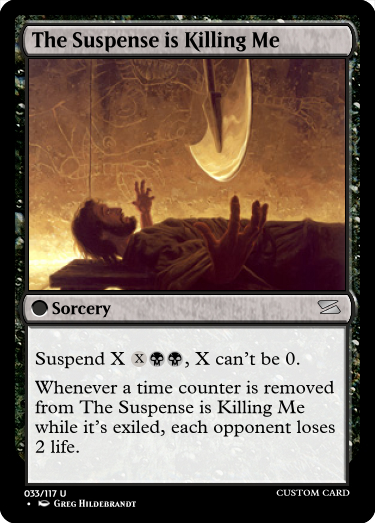 The Suspense is Killing Me
Sorcery
Suspend X X, X can't be 0.
Whenever a time counter is removed
from The Suspense is Killing Me
while it's exiled, each opponent loses
2 life.
033/117 U
CUSTOM CARD
• Greg Hildebrandt